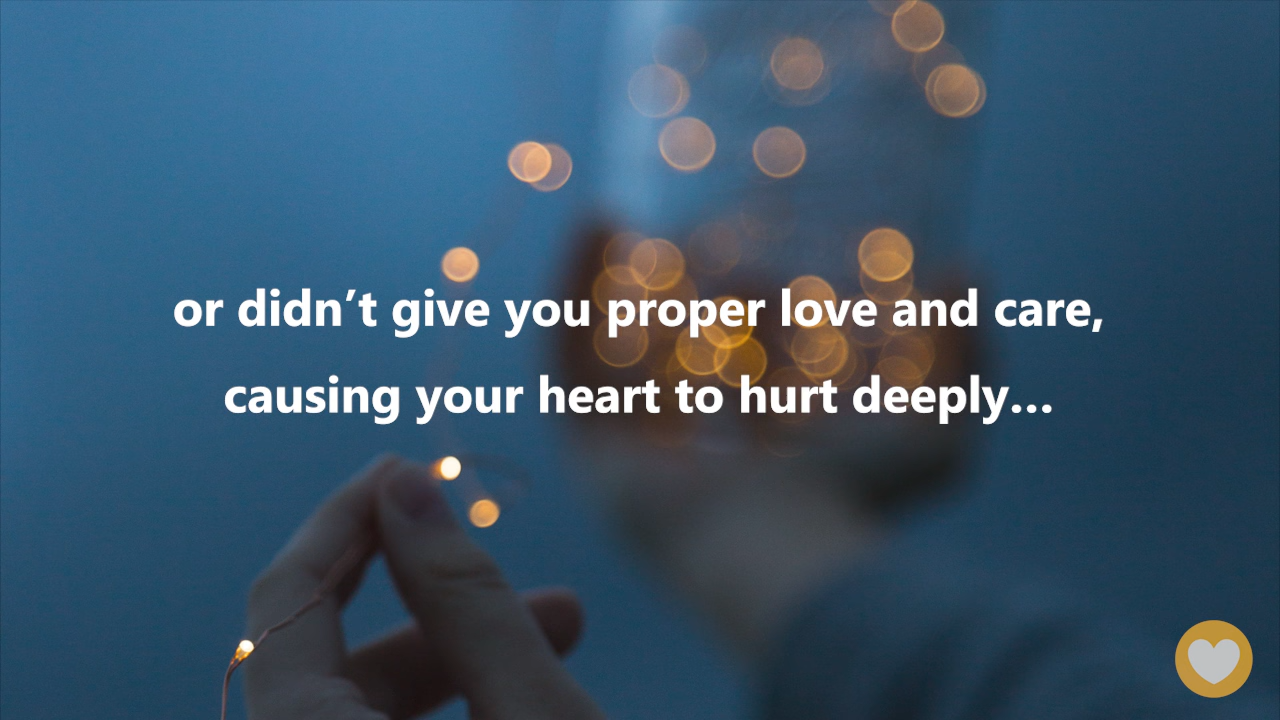 or didn’t give you proper love and care,
causing your heart to hurt deeply…